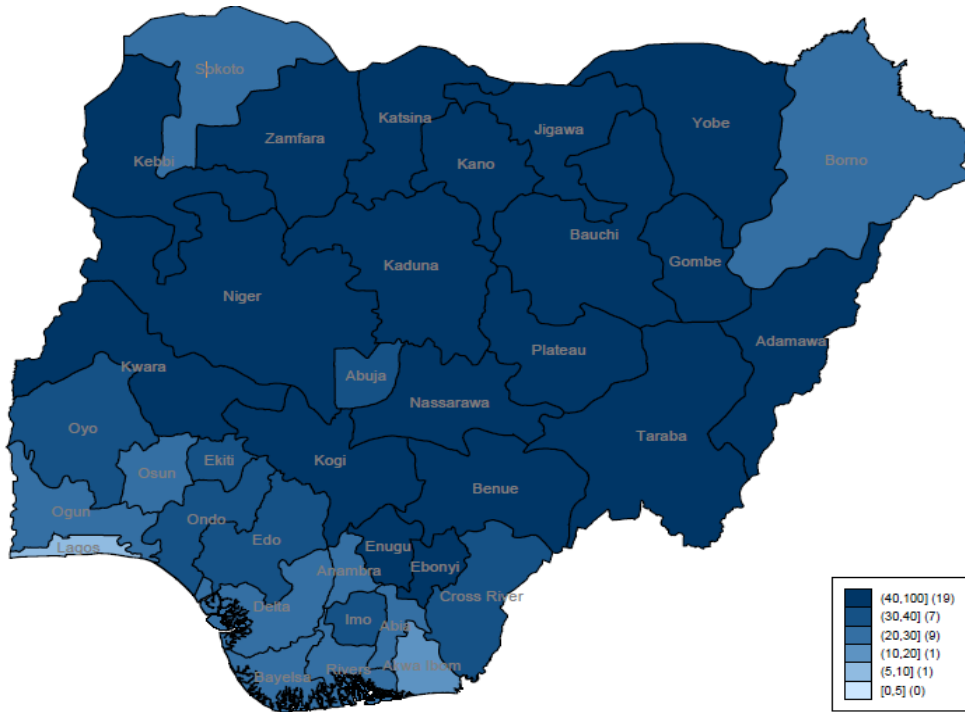 Sokoto
Katsina
Jigawa
Yobe
Zamfara
Kano
Kebbi
Borno
Bauchi
Gombe
Kaduna
Niger
Adamawa
Plateau
Kwara
Abuja
Nassarawa
Taraba
Oyo
Kogi
Ekiti
Osun
Benue
Ogun
Ondo
Edo
Enugu
Lagos
Ebonyi
Anambra
Cross River
Delta
Imo
Abia
Akwa Ibom
Rivers
Bayelsa
(40,100] (19)
(30,40] (7)
(20,30] (9)
(10,20] (1)
(5,10] (1)
[0,5] (0)